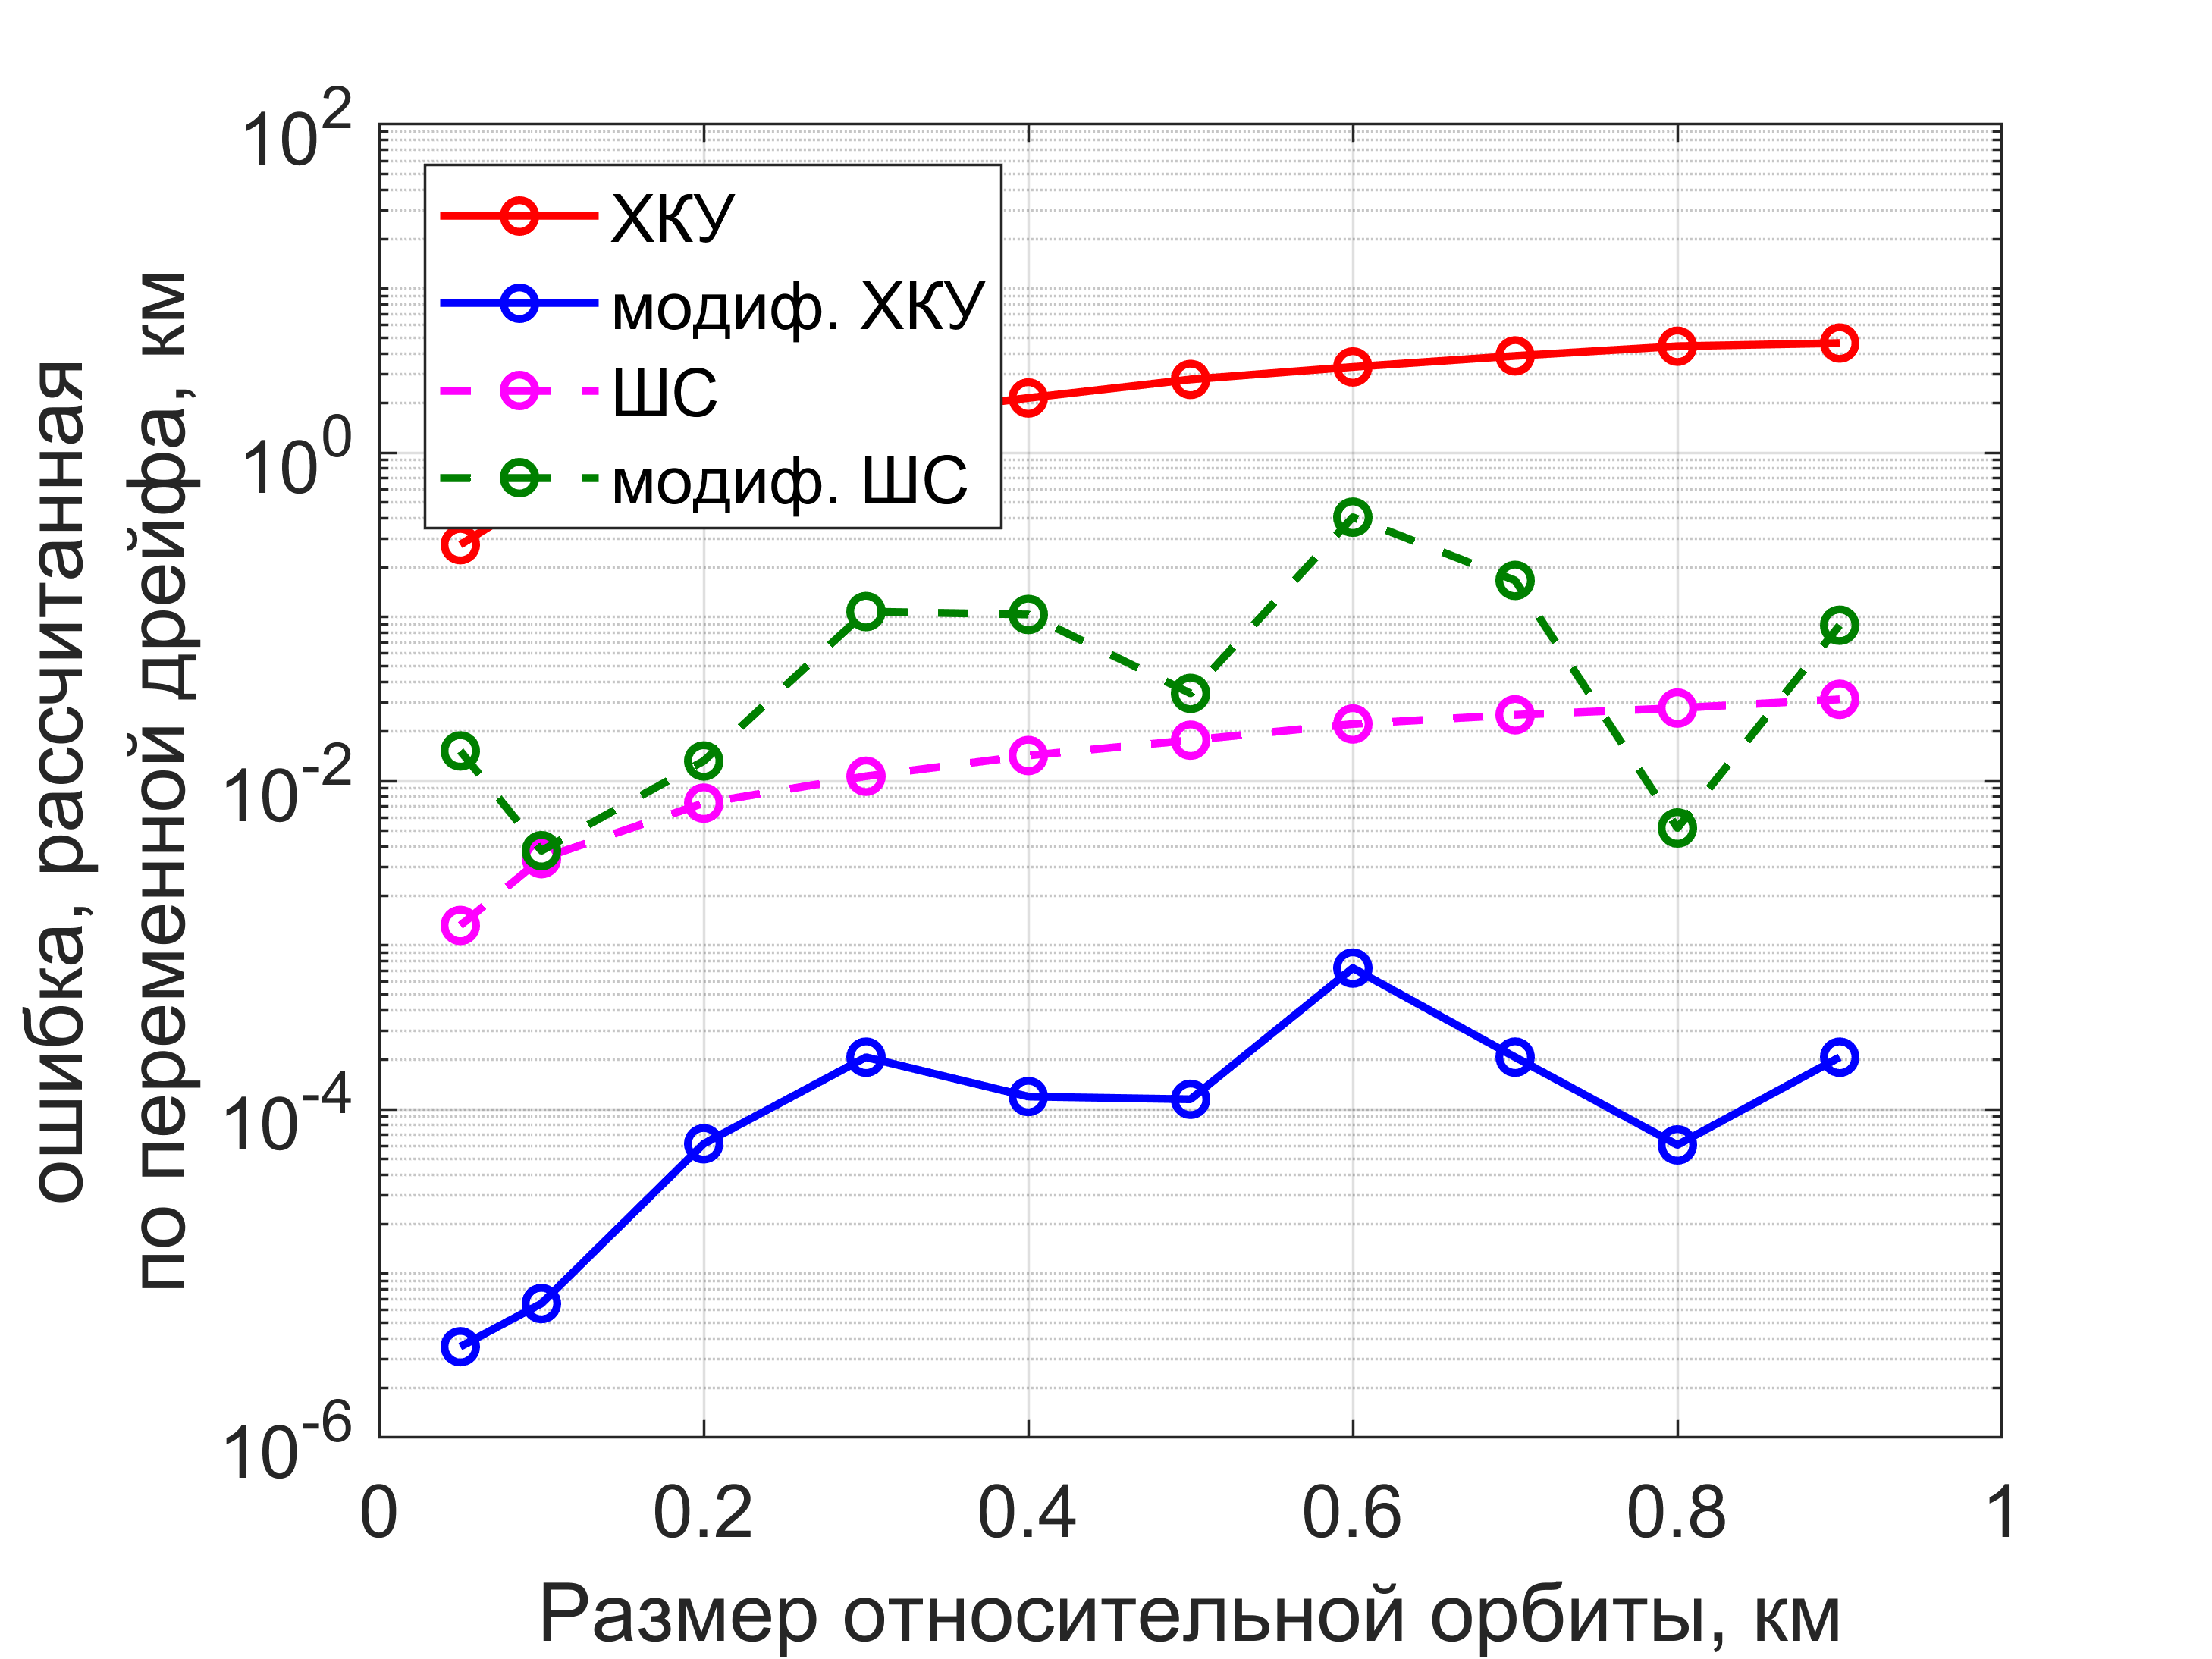 ошибка, рассчитанная
по переменной дрейфа, км
10^2
10^0
10^-2
10^-4
10^-6
ХКУ
модиф. ХКУ
ШС
модиф. ШС
0 0.2 0.4 0.6 0.8 1
Размер относительной орбиты, км